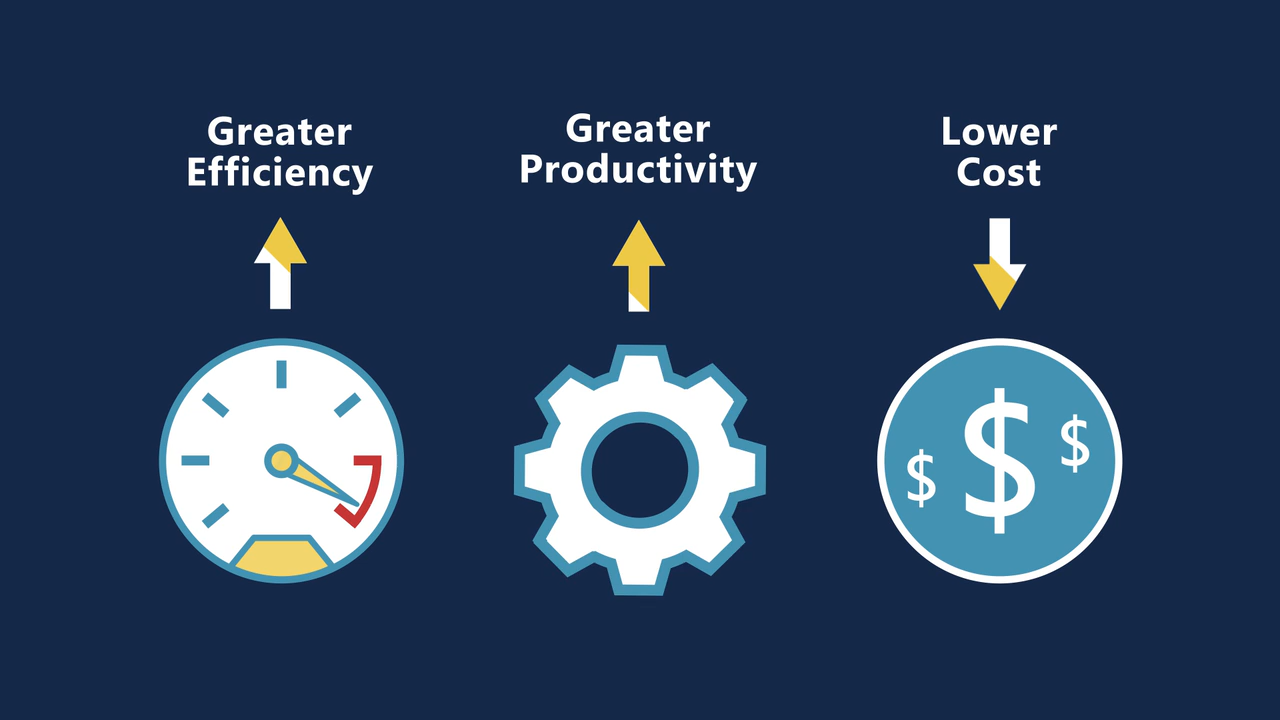 Greater
Efficiency
Greater
Productivity
Lower
Cost
$ $ $